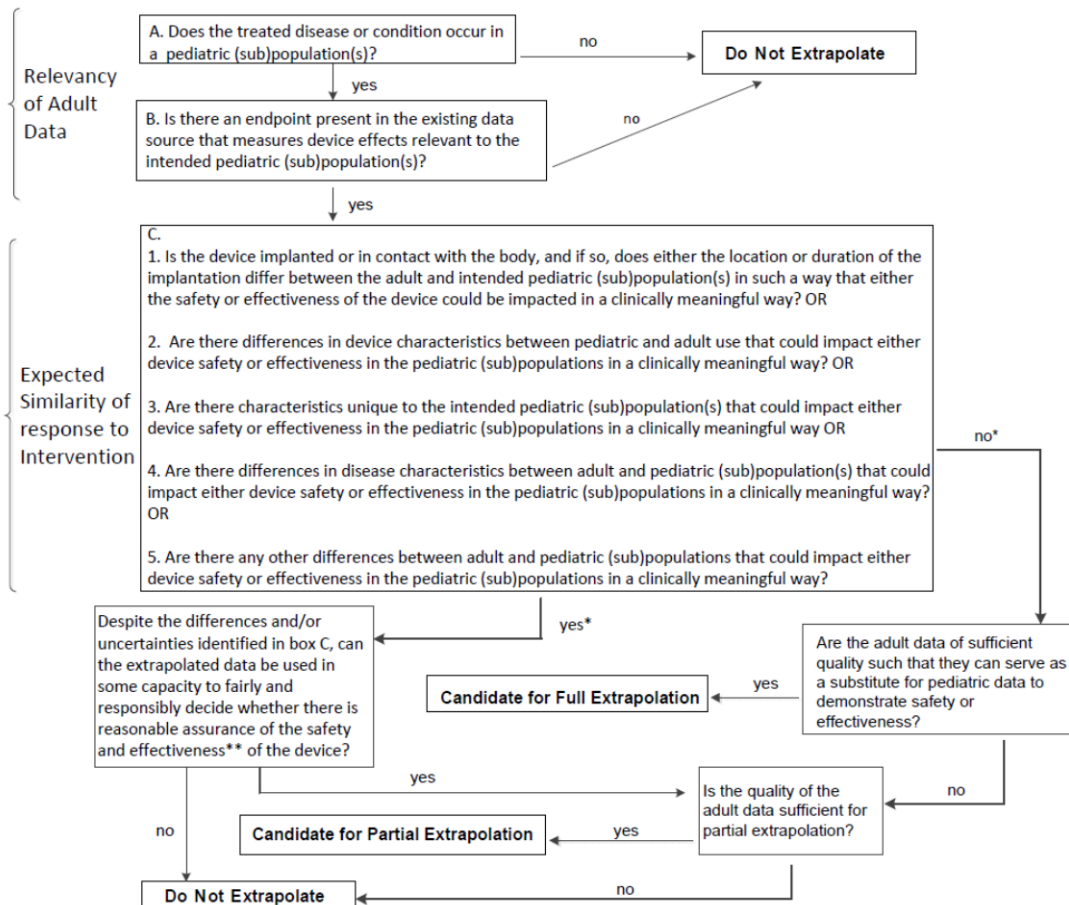 A. Does the treated disease or condition occur in
a pediatric (sub)population(s)?
no
Do Not Extrapolate
Relevancy
of Adult
Data
yes
B. Is there an endpoint present in the existing data
source that measures device effects relevant to the
intended pediatric (sub)population(s)?
no
yes
C.
1. Is the device implanted or in contact with the body, and if so, does either the location or duration of the
implantation differ between the adult and intended pediatric (sub)population(s) in such a way that either
the safety or effectiveness of the device could be impacted in a clinically meaningful way? OR
2. Are there differences in device characteristics between pediatric and adult use that could impact either
device safety or effectiveness in the pediatric (sub)populations in a clinically meaningful way? OR
3. Are there characteristics unique to the intended pediatric (sub)population(s) that could impact either
device safety or effectiveness in the pediatric (sub)populations in a clinically meaningful way OR
4. Are there differences in disease characteristics between adult and pediatric (sub)population(s) that could
impact either device safety or effectiveness in the pediatric (sub)populations in a clinically meaningful way?
OR
5. Are there any other differences between adult and pediatric (sub)populations that could impact either
device safety or effectiveness in the pediatric (sub)populations in a clinically meaningful way?
Expected
Similarity of
response to
Intervention
no*
yes*
Despite the differences and/or
uncertainties identified in box C, can
the extrapolated data be used in
some capacity to fairly and
responsibly decide whether there is
reasonable assurance of the safety
and effectiveness** of the device?
Are the adult data of sufficient
quality such that they can serve as
a substitute for pediatric data to
demonstrate safety or
effectiveness?
yes
Candidate for Full Extrapolation
no
yes
Is the quality of the
adult data sufficient for
partial extrapolation?
no
yes
Candidate for Partial Extrapolation
no
Do Not Extrapolate